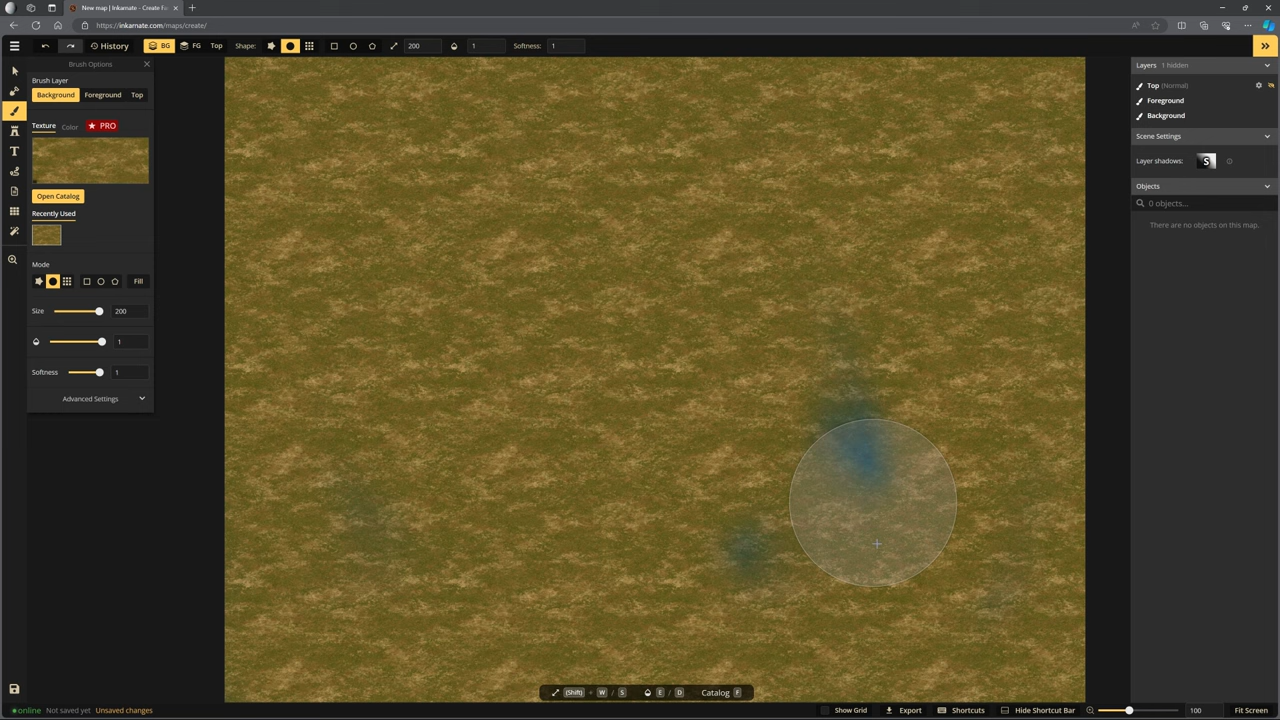 New map | Inkarnate - Create Fa
https://inkarnate.com/maps/create/
History
BG
FG
Top
Shape:
200
1
Softness:
1
Brush Options
Brush Layer
Background
Foreground
Top
Texture
Color
PRO
Open Catalog
Recently Used
Mode
Fill
Size
200
1
Softness
1
Advanced Settings
Layers 1 hidden
Top (Normal)
Foreground
Background
Scene Settings
Layer shadows:
S
Objects
0 objects...
There are no objects on this map.
(Shift) + W / S
E / D
Catalog F
online
Not saved yet
Unsaved changes
Show Grid
Export
Shortcuts
Hide Shortcut Bar
100
Fit Screen